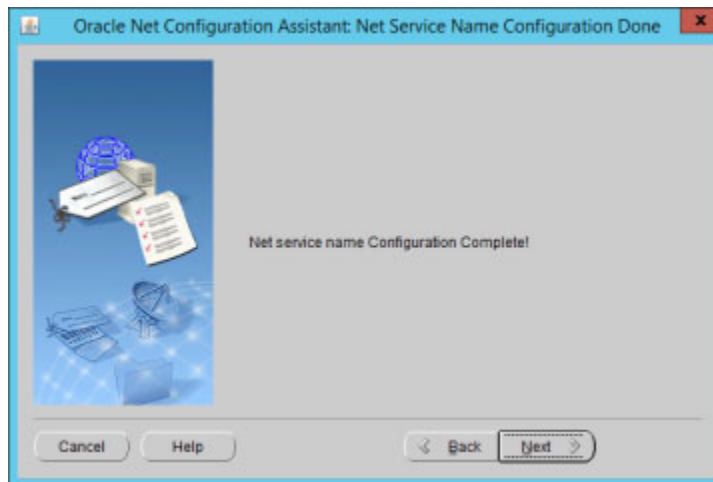 Oracle Net Configuration Assistant: Net Service Name Configuration Done
X
Net service name Configuration Complete!
Cancel
Help
Back
Next